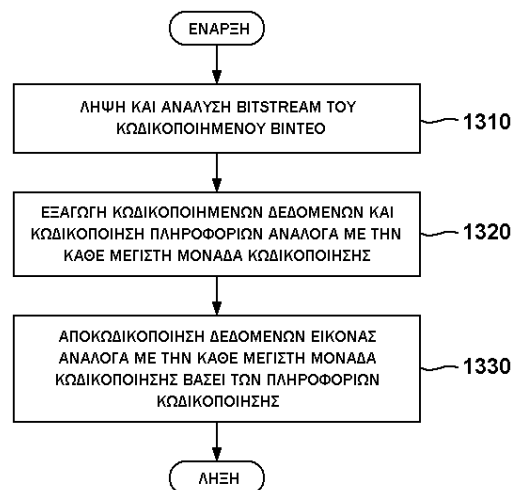 ΕΝΑΡΞΗ
ΛΗΨΗ ΚΑΙ ΑΝΑΛΥΣΗ BITSTREAM ΤΟΥ
ΚΩΔΙΚΟΠΟΙΗΜΕΝΟΥ ΒΙΝΤΕΟ
1310
ΕΞΑΓΩΓΗ ΚΩΔΙΚΟΠΟΙΗΜΕΝΩΝ ΔΕΔΟΜΕΝΩΝ ΚΑΙ
ΚΩΔΙΚΟΠΟΙΗΣΗ ΠΛΗΡΟΦΟΡΙΩΝ ΑΝΑΛΟΓΑ ΜΕ ΤΗΝ
ΚΑΘΕ ΜΕΓΙΣΤΗ ΜΟΝΑΔΑ ΚΩΔΙΚΟΠΟΙΗΣΗΣ
1320
ΑΠΟΚΩΔΙΚΟΠΟΙΗΣΗ ΔΕΔΟΜΕΝΩΝ ΕΙΚΟΝΑΣ
ΑΝΑΛΟΓΑ ΜΕ ΤΗΝ ΚΑΘΕ ΜΕΓΙΣΤΗ ΜΟΝΑΔΑ
ΚΩΔΙΚΟΠΟΙΗΣΗΣ ΒΑΣΕΙ ΤΩΝ ΠΛΗΡΟΦΟΡΙΩΝ
ΚΩΔΙΚΟΠΟΙΗΣΗΣ
1330
ΛΗΞΗ